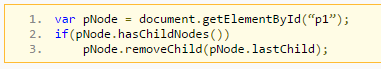 1. var pNode = document.getElementById(“p1”);
2. if(pNode.hasChildNodes())
3. pNode.removeChild(pNode.lastChild);